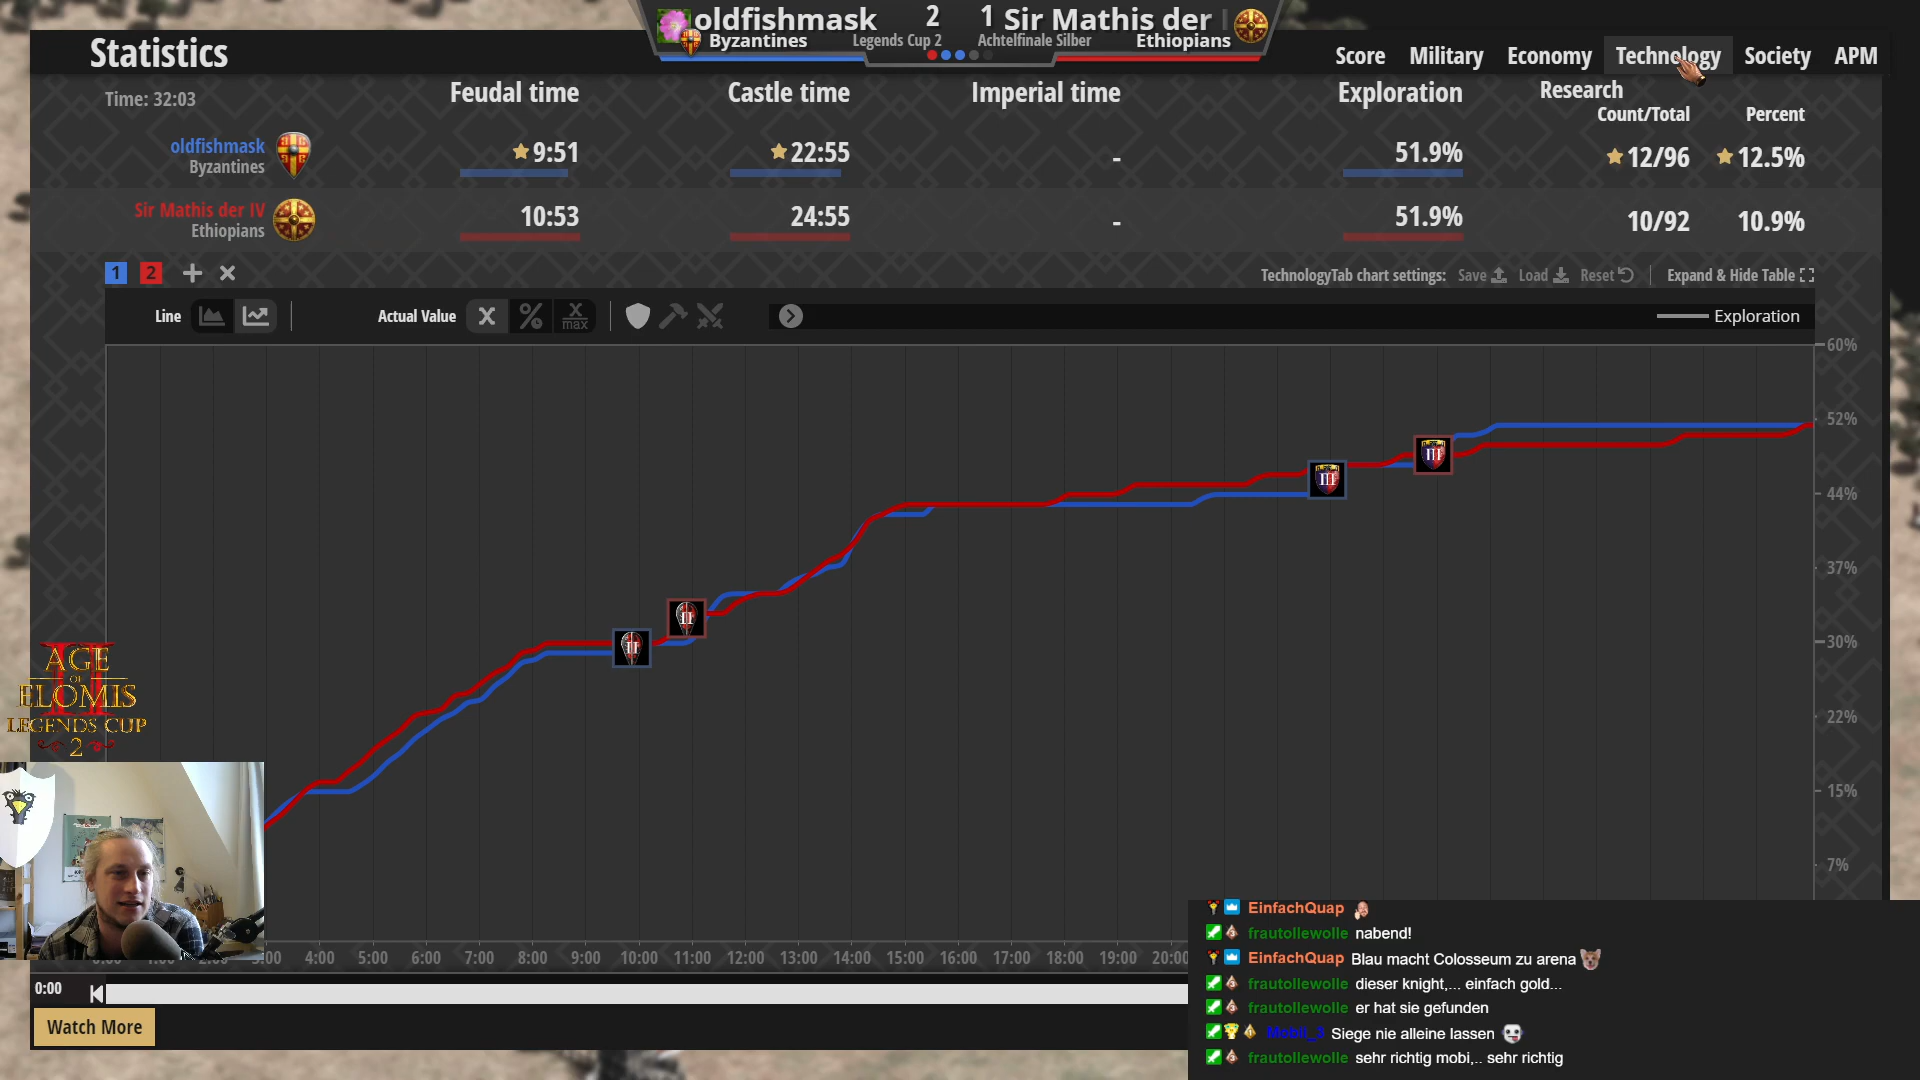 oldfishmask 2 1 Sir Mathis der
Byzantines Legends Cup 2 Achtelfinale Silber Ethiopians
Statistics
Score Military Economy Technology Society APM
Time: 32:03
Feudal time Castle time Imperial time Exploration Research
Count/Total Percent
oldfishmask
Byzantines
9:51 22:55 - 51.9% 12/96 12.5%
Sir Mathis der IV
Ethiopians
10:53 24:55 - 51.9% 10/92 10.9%
1 2
TechnologyTab chart settings: Save Load Reset Expand & Hide Table
Line Actual Value X % X max
Exploration
60%
52%
44%
37%
30%
22%
15%
7%
III
III
II
II
AGE
OF
ELOMIS
II
LEGENDS CUP
2
4:00 5:00 6:00 7:00 8:00 9:00 10:00 11:00 12:00 13:00 14:00 15:00 16:00 17:00 18:00 19:00 20:00
0:00
Watch More
EinfachQuap
frautollewolle nabend!
EinfachQuap Blau macht Colosseum zu arena
frautollewolle dieser knight,... einfach gold...
frautollewolle er hat sie gefunden
Mobii_3 Siege nie alleine lassen
frautollewolle sehr richtig mobi,.. sehr richtig